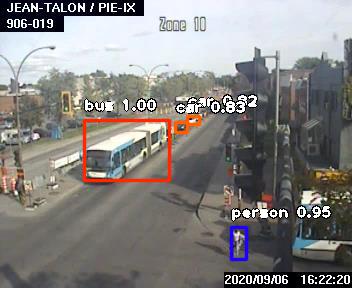 JEAN-TALON / PIE-IX
906-019
Zone 10
bus 1.00
car 0.83
person 0.95
2020/09/06 16:22:20